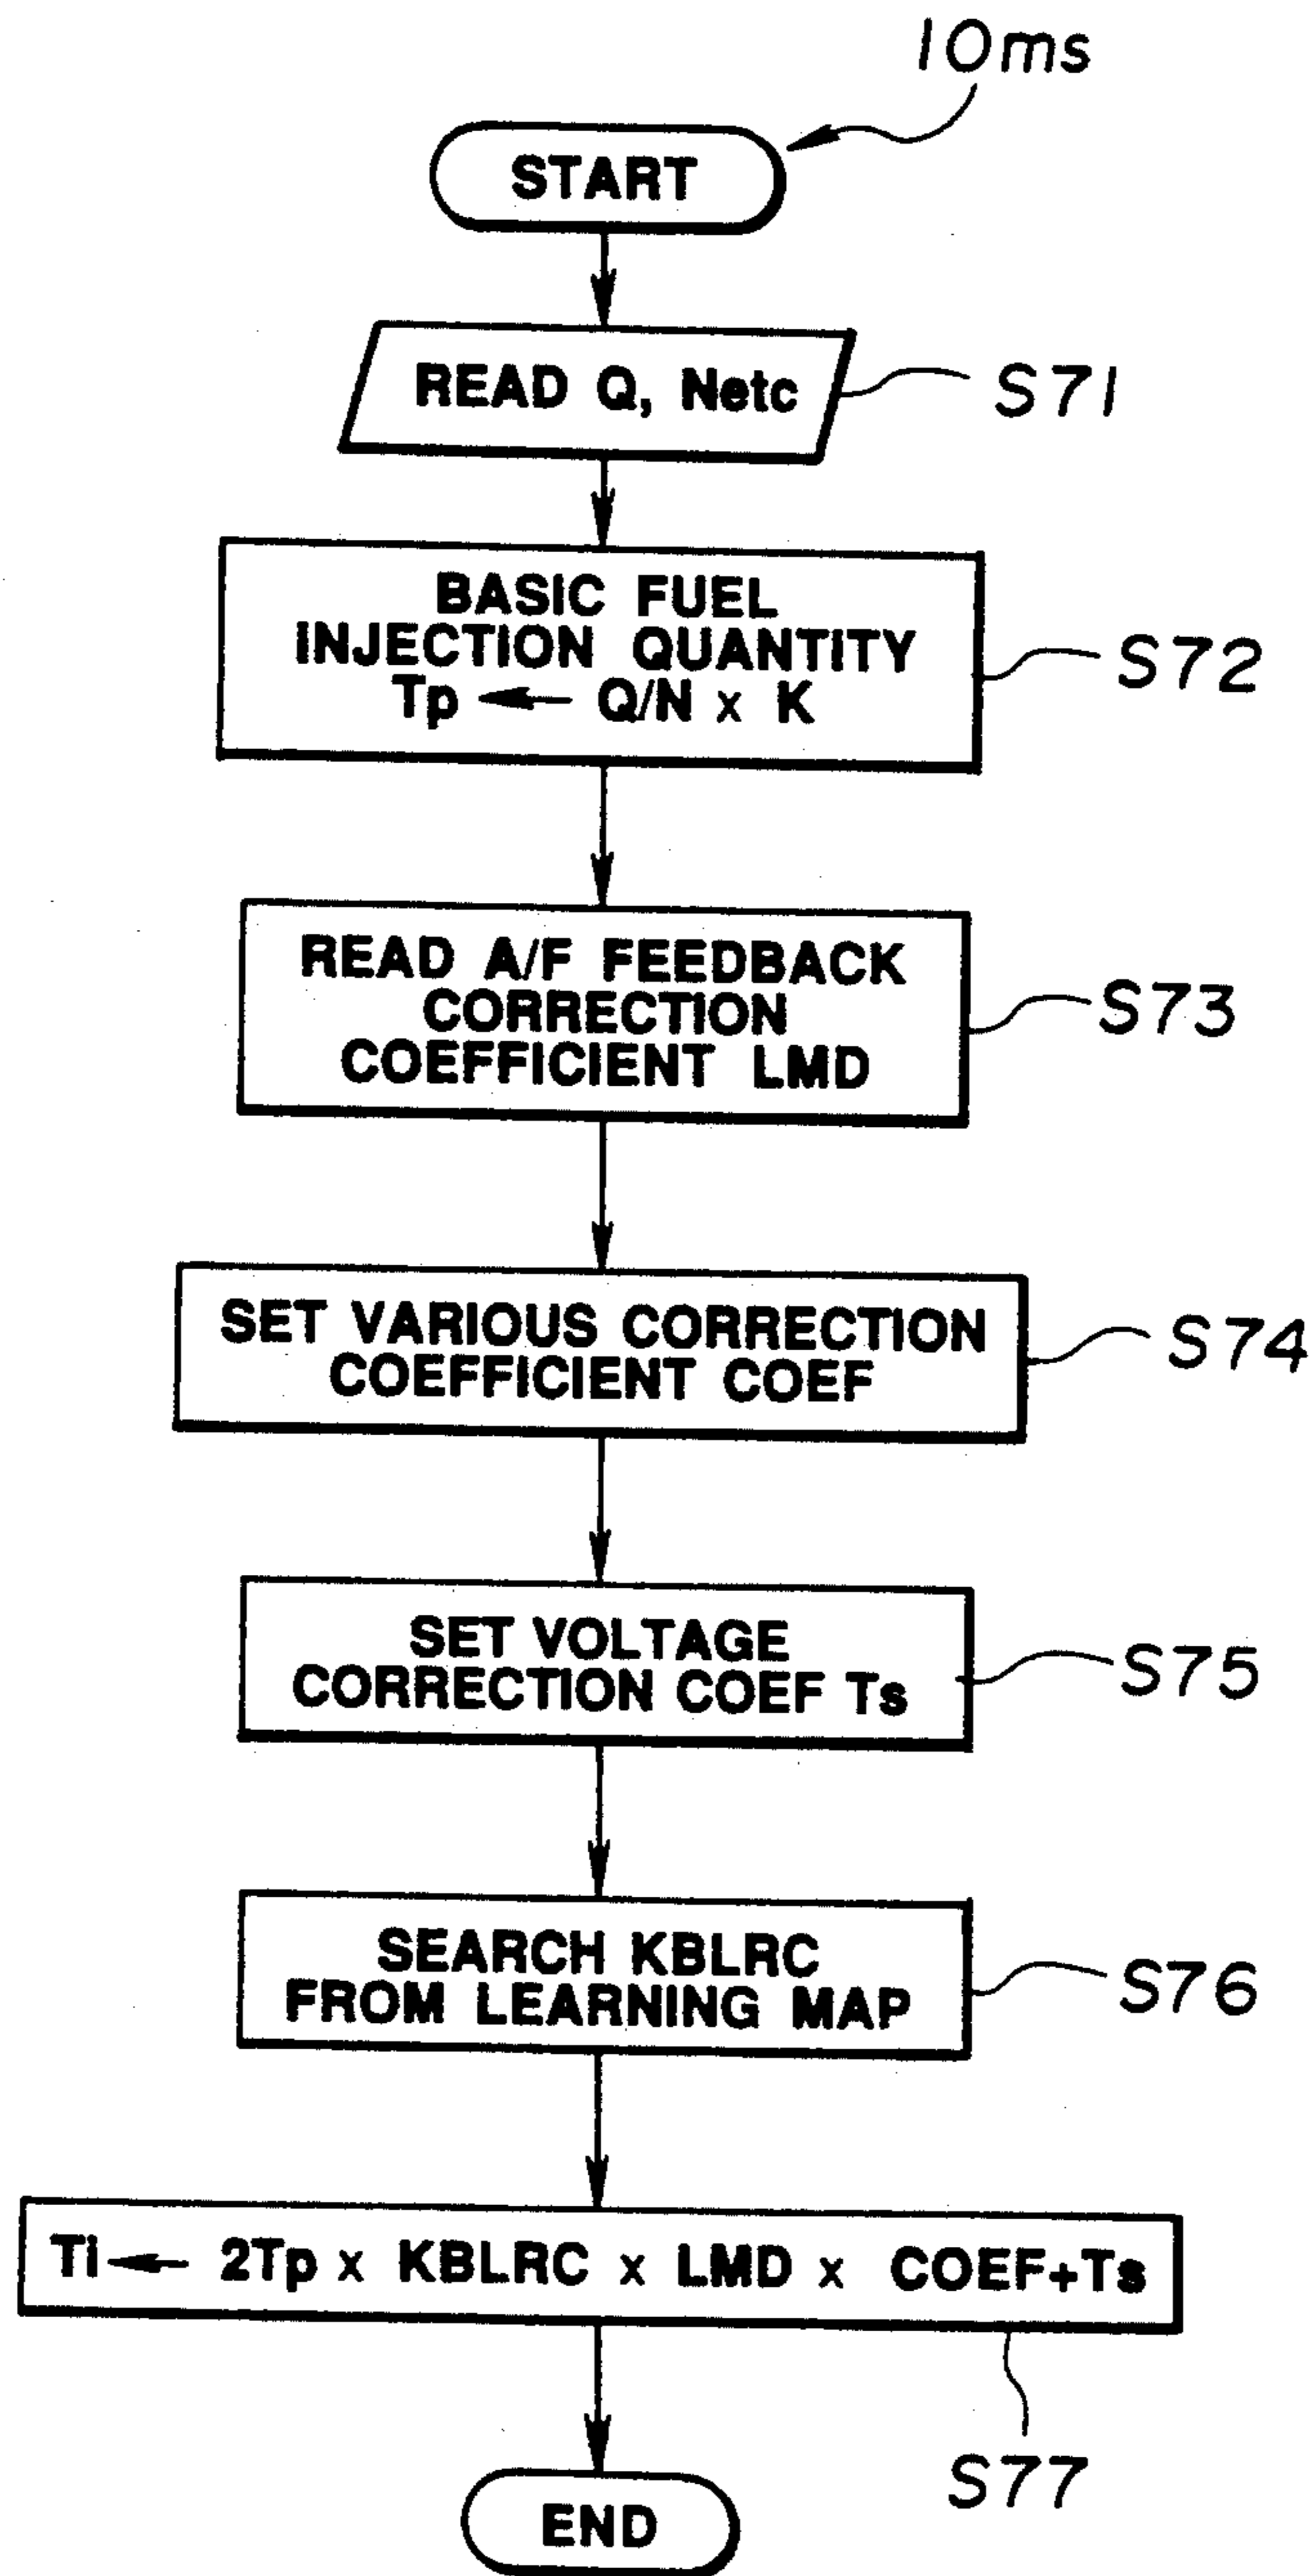 10ms
START
READ Q, Netc
S71
BASIC FUEL
INJECTION QUANTITY
Tp ← Q/N x K
S72
READ A/F FEEDBACK
CORRECTION
COEFFICIENT LMD
S73
SET VARIOUS CORRECTION
COEFFICIENT COEF
S74
SET VOLTAGE
CORRECTION COEF Ts
S75
SEARCH KBLRC
FROM LEARNING MAP
S76
Ti ← 2Tp x KBLRC x LMD x COEF+Ts
S77
END